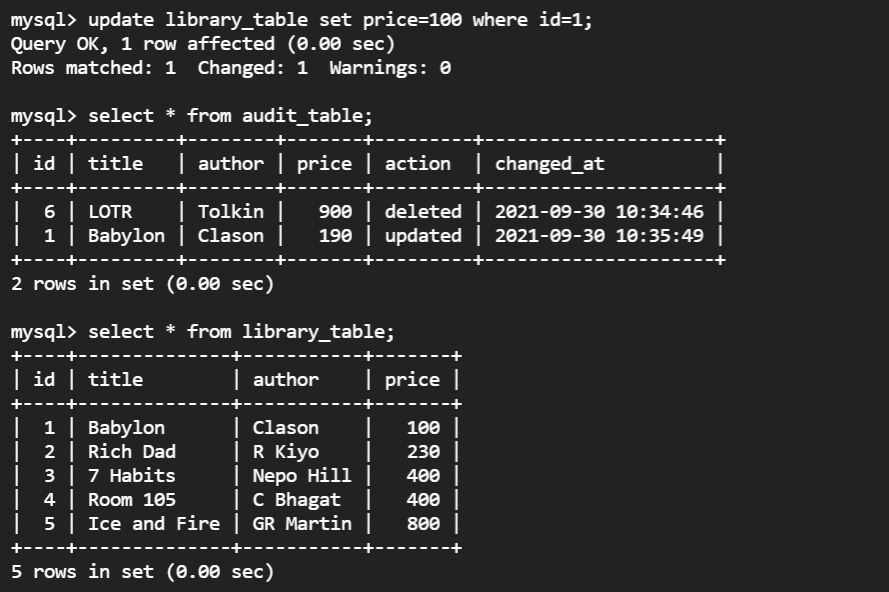 mysql> update library_table set price=100 where id=1;
Query OK, 1 row affected (0.00 sec)
Rows matched: 1  Changed: 1  Warnings: 0
mysql> select * from audit_table;
+----+---------+--------+-------+---------+---------------------+
| id | title   | author | price | action  | changed_at          |
+----+---------+--------+-------+---------+---------------------+
|  6 | LOTR    | Tolkin |   900 | deleted | 2021-09-30 10:34:46 |
|  1 | Babylon | Clason |   190 | updated | 2021-09-30 10:35:49 |
+----+---------+--------+-------+---------+---------------------+
2 rows in set (0.00 sec)
mysql> select * from library_table;
+----+--------------+-----------+-------+
| id | title        | author    | price |
+----+--------------+-----------+-------+
|  1 | Babylon      | Clason    |   100 |
|  2 | Rich Dad     | R Kiyo    |   230 |
|  3 | 7 Habits     | Nepo Hill |   400 |
|  4 | Room 105     | C Bhagat  |   400 |
|  5 | Ice and Fire | GR Martin |   800 |
+----+--------------+-----------+-------+
5 rows in set (0.00 sec)